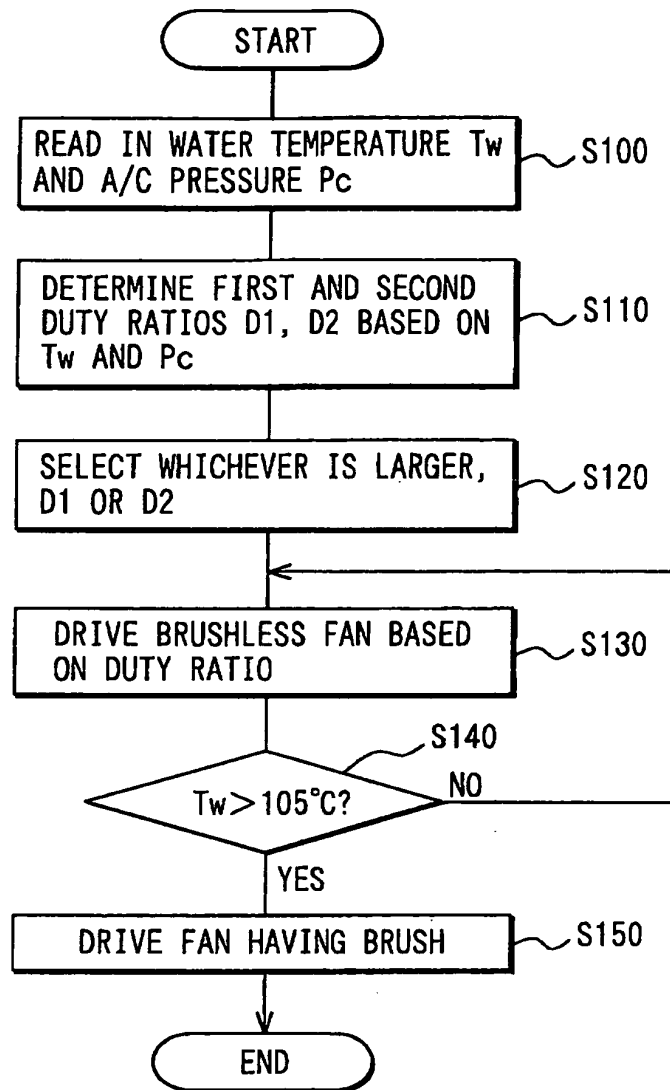 START
READ IN WATER TEMPERATURE Tw
AND A/C PRESSURE Pc
S100
DETERMINE FIRST AND SECOND
DUTY RATIOS D1, D2 BASED ON
Tw AND Pc
S110
SELECT WHICHEVER IS LARGER,
D1 OR D2
S120
DRIVE BRUSHLESS FAN BASED
ON DUTY RATIO
S130
S140
Tw>105°C?
NO
YES
DRIVE FAN HAVING BRUSH
S150
END